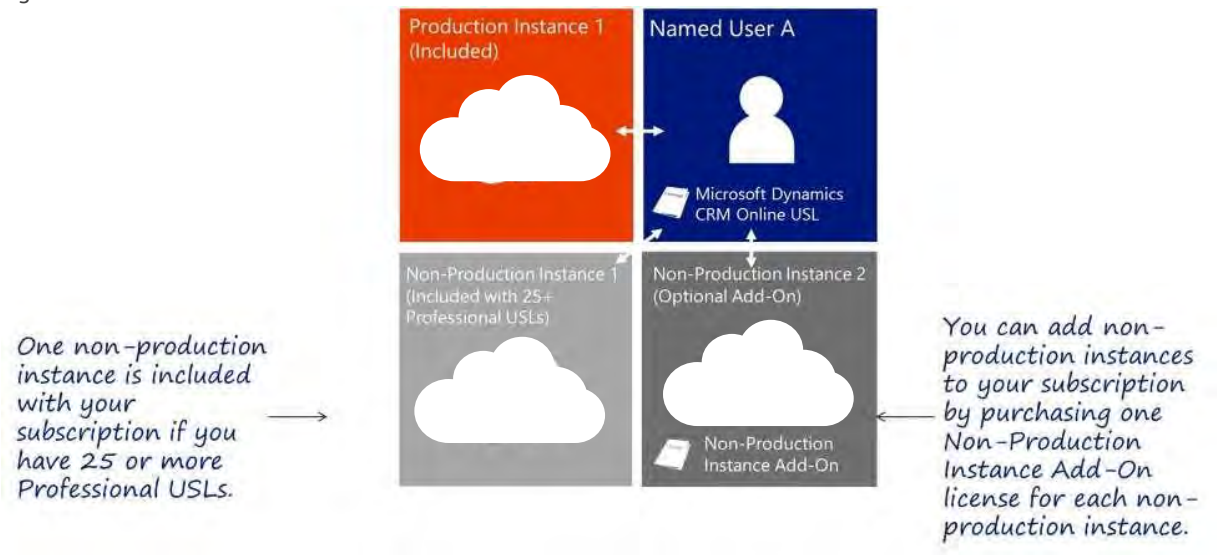 Production Instance 1
(Included)
Named User A
Microsoft Dynamics
CRM Online USL
Non-Production Instance 1
(Included with 25+
Professional USLs)
Non-Production Instance 2
(Optional Add-On)
Non-Production
Instance Add-On
One non-production
instance is included
with your
subscription if you
have 25 or more
Professional USLs.
You can add non-
production instances
to your subscription
by purchasing one
Non-Production
Instance Add-On
license for each non-
production instance.